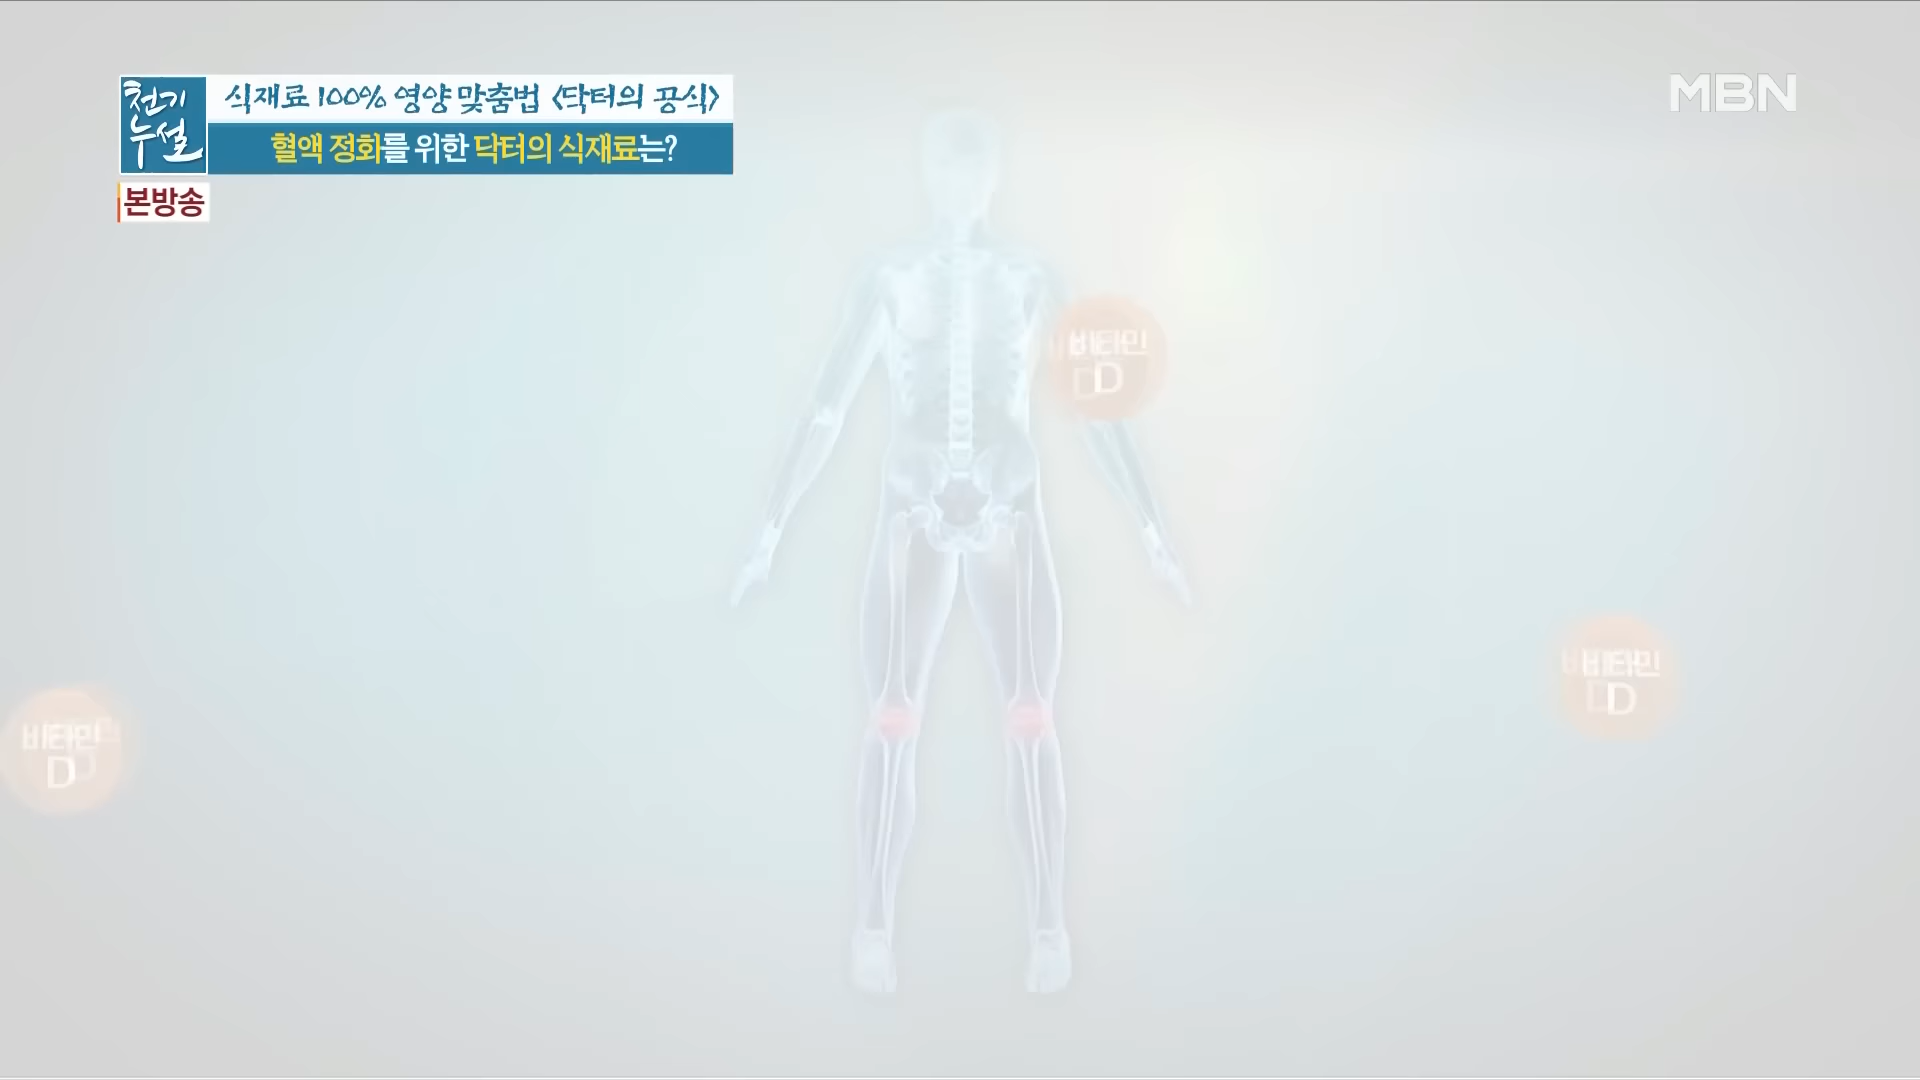 천기
누설
식재료 100% 영양 맞춤법 <닥터의 공식>
혈액 정화를 위한 닥터의 식재료는?
본방송
MBN
비타민
D
비타민
D
비타민
D